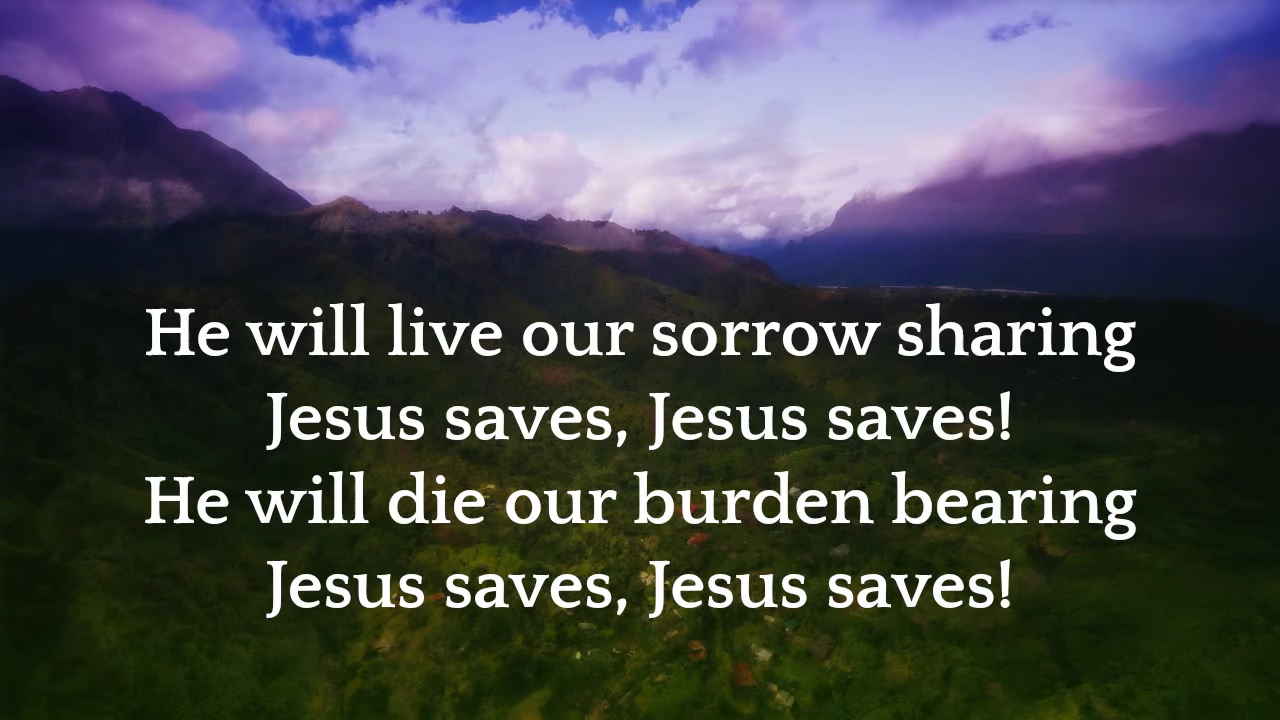 He will live our sorrow sharing
Jesus saves, Jesus saves!
He will die our burden bearing
Jesus saves, Jesus saves!